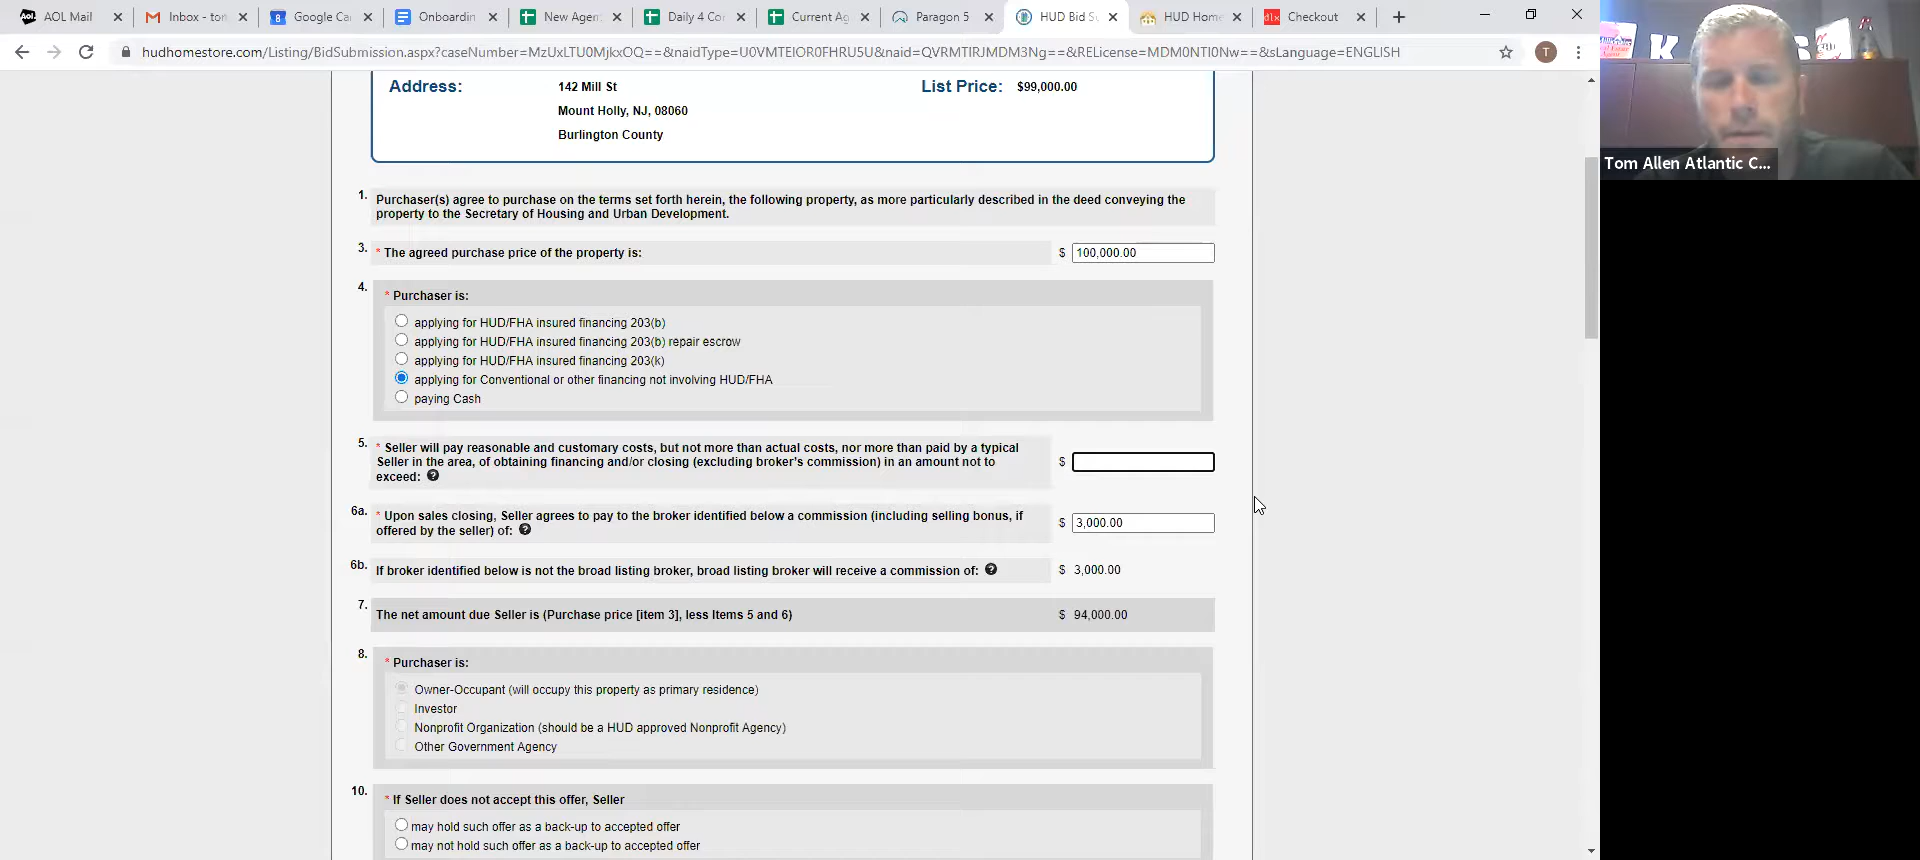 AOL Mail
Inbox - ton
Google Ca
Onboardin
New Agen
Daily 4 Co
Current Ag
Paragon 5
HUD Bid Su
HUD Home
Checkout
hudhomestore.com/Listing/BidSubmission.aspx?caseNumber=MzUxLTU0MjkxOQ==&naidType=U0VMTElOR0FHRU5U&naid=QVRMTlRJMDM3Ng==&RELicense=MDM0NTI0Nw==&sLanguage=ENGLISH
T
Address: 142 Mill St List Price: $99,000.00
Mount Holly, NJ, 08060
Burlington County
1. Purchaser(s) agree to purchase on the terms set forth herein, the following property, as more particularly described in the deed conveying the
property to the Secretary of Housing and Urban Development.
3. * The agreed purchase price of the property is: $ 100,000.00
4. * Purchaser is:
applying for HUD/FHA insured financing 203(b)
applying for HUD/FHA insured financing 203(b) repair escrow
applying for HUD/FHA insured financing 203(k)
applying for Conventional or other financing not involving HUD/FHA
paying Cash
5. * Seller will pay reasonable and customary costs, but not more than actual costs, nor more than paid by a typical
Seller in the area, of obtaining financing and/or closing (excluding broker's commission) in an amount not to $
exceed: ?
6a. * Upon sales closing, Seller agrees to pay to the broker identified below a commission (including selling bonus, if
offered by the seller) of: ? $ 3,000.00
6b. If broker identified below is not the broad listing broker, broad listing broker will receive a commission of: ? $ 3,000.00
7. The net amount due Seller is (Purchase price [item 3], less Items 5 and 6) $ 94,000.00
8. * Purchaser is:
Owner-Occupant (will occupy this property as primary residence)
Investor
Nonprofit Organization (should be a HUD approved Nonprofit Agency)
Other Government Agency
10. * If Seller does not accept this offer, Seller
may hold such offer as a back-up to accepted offer
may not hold such offer as a back-up to accepted offer
Tom Allen Atlantic C...